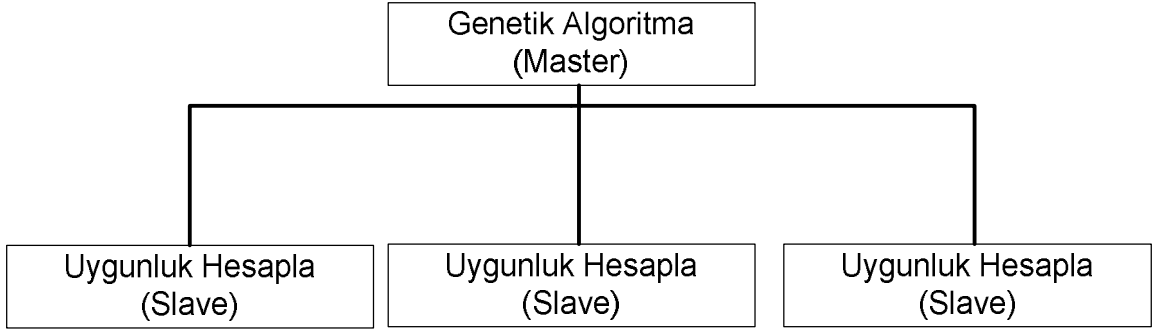 Genetik Algoritma
(Master)
Uygunluk Hesapla
(Slave)
Uygunluk Hesapla
(Slave)
Uygunluk Hesapla
(Slave)